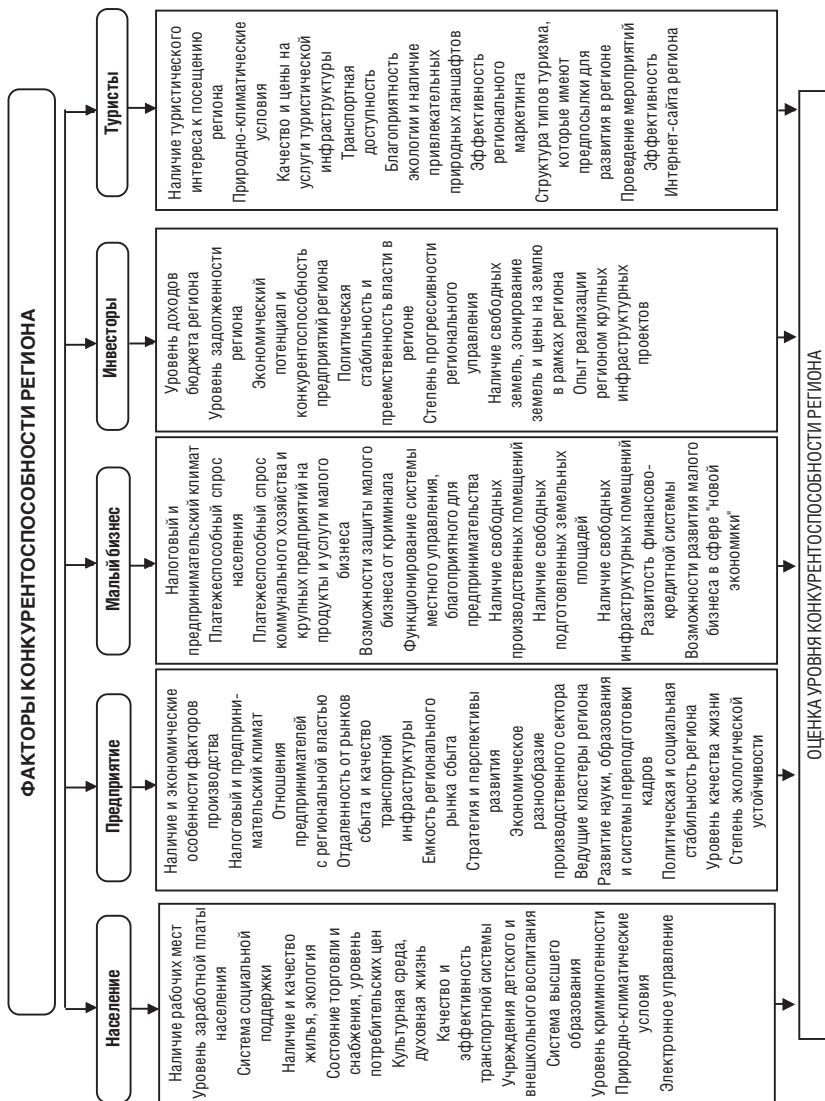 ФАКТОРЫ КОНКУРЕНТОСПОСОБНОСТИ РЕГИОНА
Население
Наличие рабочих мест
Уровень заработной платы
населения
Система социальной
поддержки
Наличие и качество
жилья, экология
Состояние торговли и
снабжения, уровень
потребительских цен
Культурная среда,
духовная жизнь
Качество и
эффективность
транспортной системы
Учреждения детского и
внешкольного воспитания
Система высшего
образования
Уровень криминогенности
Природно-климатические
условия
Электронное управление
Предприятие
Наличие и экономические
особенности факторов
производства
Налоговый и предприни-
мательский климат
Отношения
предпринимателей
с региональной властью
Отдаленность от рынков
сбыта и качество
транспортной
инфраструктуры
Емкость регионального
рынка сбыта
Стратегия и перспективы
развития
Экономическое
разнообразие
производственного сектора
Ведущие кластеры региона
Развитие науки, образования
и системы переподготовки
кадров
Политическая и социальная
стабильность региона
Уровень качества жизни
Степень экологической
устойчивости
Малый бизнес
Налоговый и
предпринимательский климат
Платежеспособный спрос
населения
Платежеспособный спрос
коммунального хозяйства и
крупных предприятий на
продукты и услуги малого
бизнеса
Возможности защиты малого
бизнеса от криминала
Функционирование системы
местного управления,
благоприятного для
предпринимательства
Наличие свободных
производственных помещений
Наличие свободных
подготовленных земельных
площадей
Наличие свободных
инфраструктурных помещений
Развитость финансово-
кредитной системы
Возможности развития малого
бизнеса в сфере "новой
экономики"
Инвесторы
Уровень доходов
бюджета региона
Уровень задолженности
региона
Экономический
потенциал и
конкурентоспособность
предприятий региона
Политическая
стабильность и
преемственность власти в
регионе
Степень прогрессивности
регионального
управления
Наличие свободных
земель, зонирование
земель и цены на землю
в рамках региона
Опыт реализации
регионом крупных
инфраструктурных
проектов
Туристы
Наличие туристического
интереса к посещению
региона
Природно-климатические
условия
Качество и цены на
услуги туристической
инфраструктуры
Транспортная
доступность
Благоприятность
экологии и наличие
привлекательных
природных ланшафтов
Эффективность
регионального
маркетинга
Структура типов туризма,
которые имеют
предпосылки для
развития в регионе
Проведение мероприятий
Эффективность
Интернет-сайта региона
ОЦЕНКА УРОВНЯ КОНКУРЕНТОСПОСОБНОСТИ РЕГИОНА